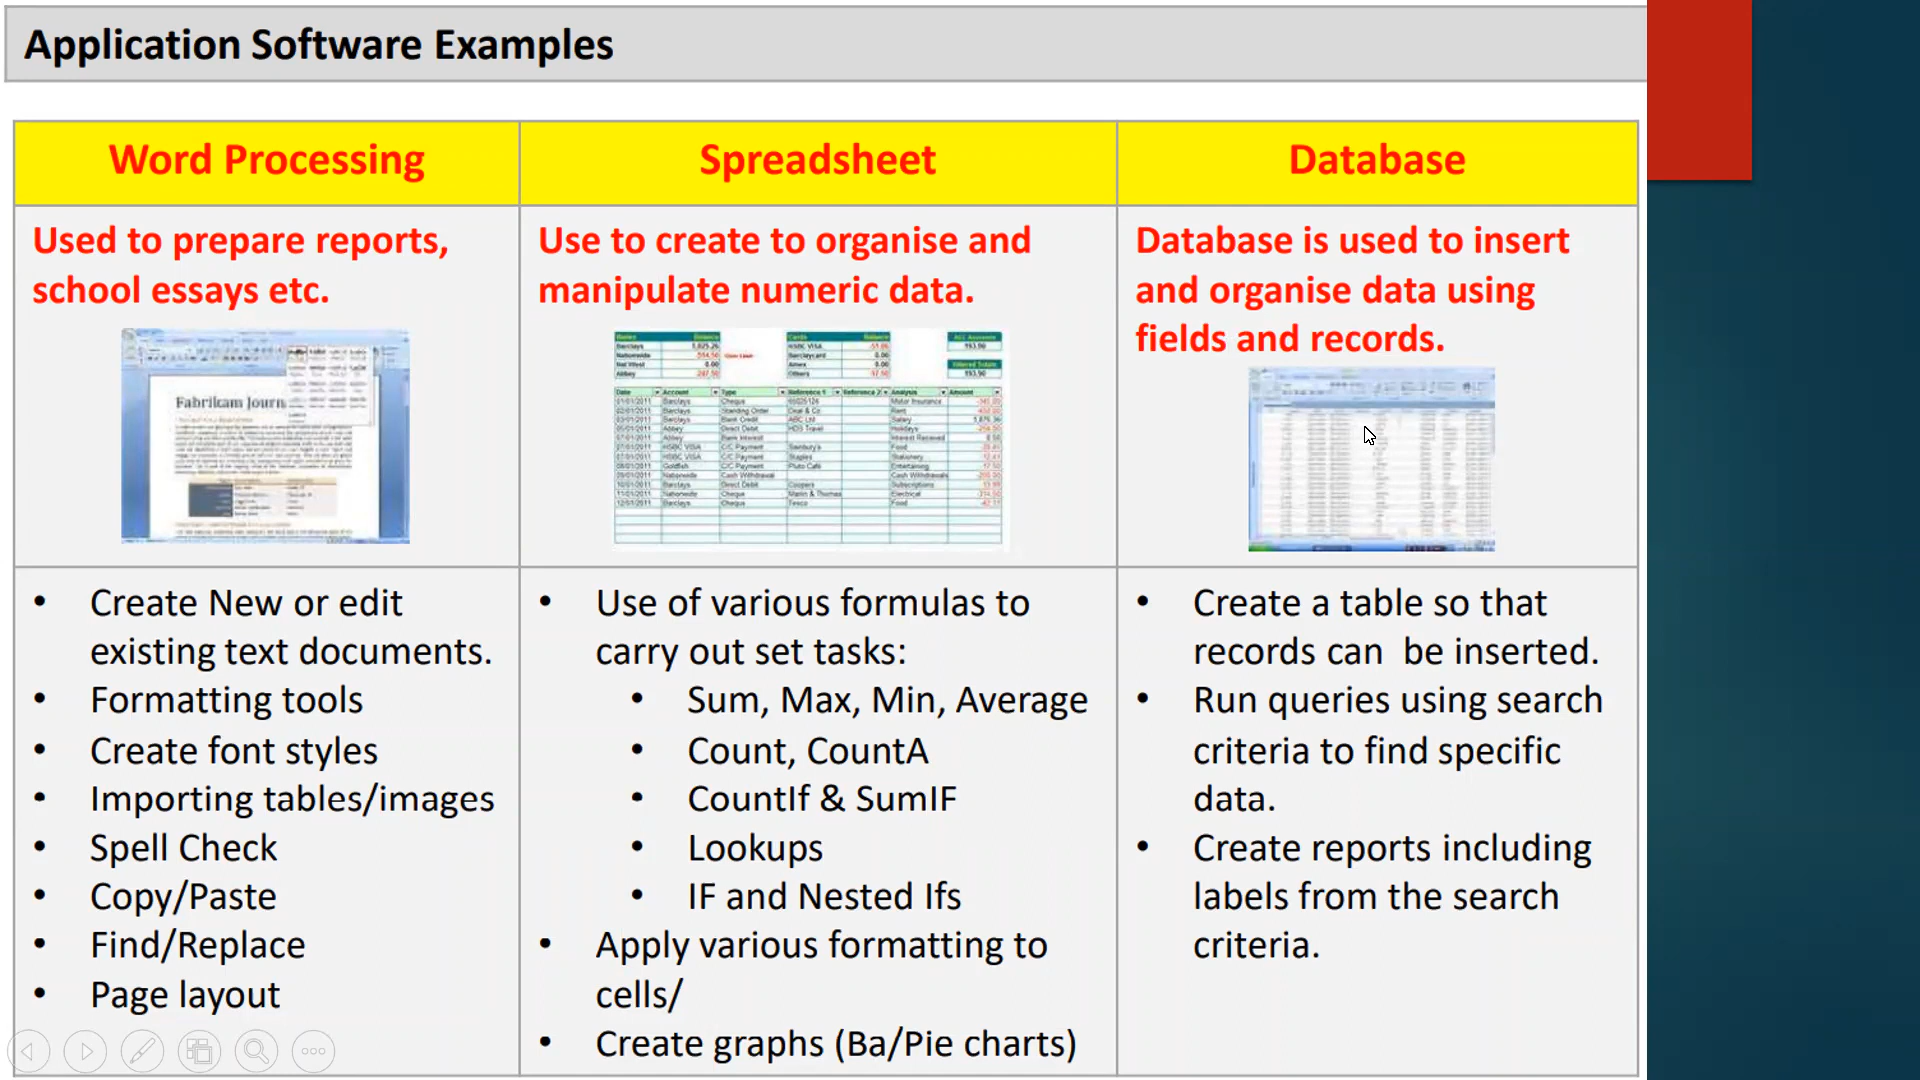 Application Software Examples
Word Processing
Used to prepare reports,
school essays etc.
Fabrikam Journ
• Create New or edit
existing text documents.
• Formatting tools
• Create font styles
• Importing tables/images
• Spell Check
• Copy/Paste
• Find/Replace
• Page layout
Spreadsheet
Use to create to organise and
manipulate numeric data.
• Use of various formulas to
carry out set tasks:
• Sum, Max, Min, Average
• Count, CountA
• CountIf & SumIF
• Lookups
• IF and Nested Ifs
• Apply various formatting to
cells/
• Create graphs (Ba/Pie charts)
Database
Database is used to insert
and organise data using
fields and records.
• Create a table so that
records can  be inserted.
• Run queries using search
criteria to find specific
data.
• Create reports including
labels from the search
criteria.